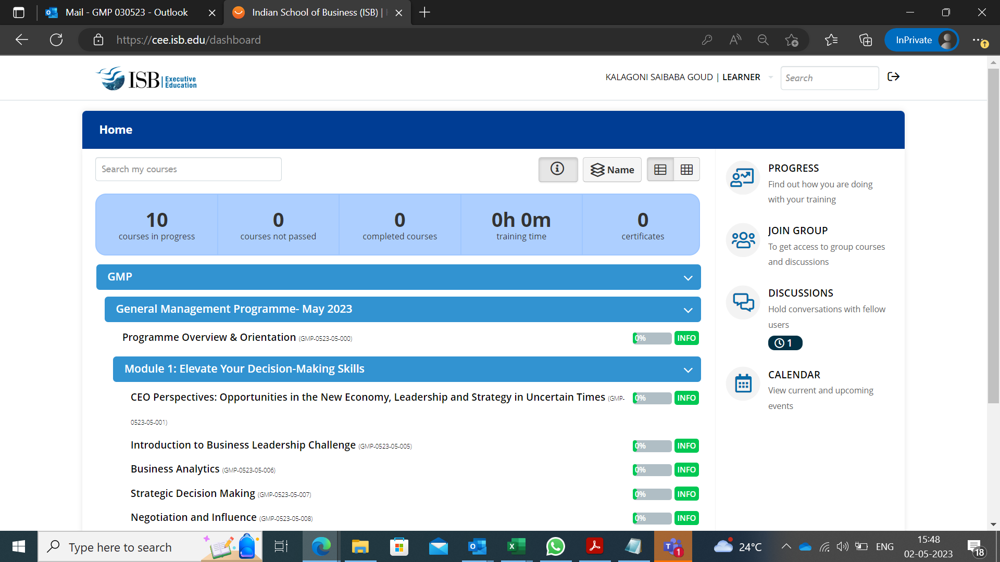 Mail - GMP 030523 - Outlook
Indian School of Business (ISB) |
https://cee.isb.edu/dashboard
InPrivate
ISB Executive Education
KALAGONI SAIBABA GOUD | LEARNER
Search
Home
Search my courses
Name
10
courses in progress
0
courses not passed
0
completed courses
0h 0m
training time
0
certificates
GMP
General Management Programme- May 2023
Programme Overview & Orientation (GMP-0523-05-000)
0% INFO
Module 1: Elevate Your Decision-Making Skills
CEO Perspectives: Opportunities in the New Economy, Leadership and Strategy in Uncertain Times (GMP-
0523-05-001)
0% INFO
Introduction to Business Leadership Challenge (GMP-0523-05-005)
0% INFO
Business Analytics (GMP-0523-05-006)
0% INFO
Strategic Decision Making (GMP-0523-05-007)
0% INFO
Negotiation and Influence (GMP-0523-05-008)
0% INFO
PROGRESS
Find out how you are doing
with your training
JOIN GROUP
To get access to group courses
and discussions
DISCUSSIONS
Hold conversations with fellow
users
1
CALENDAR
View current and upcoming
events
Type here to search
1
24°C
ENG
15:48
02-05-2023
18